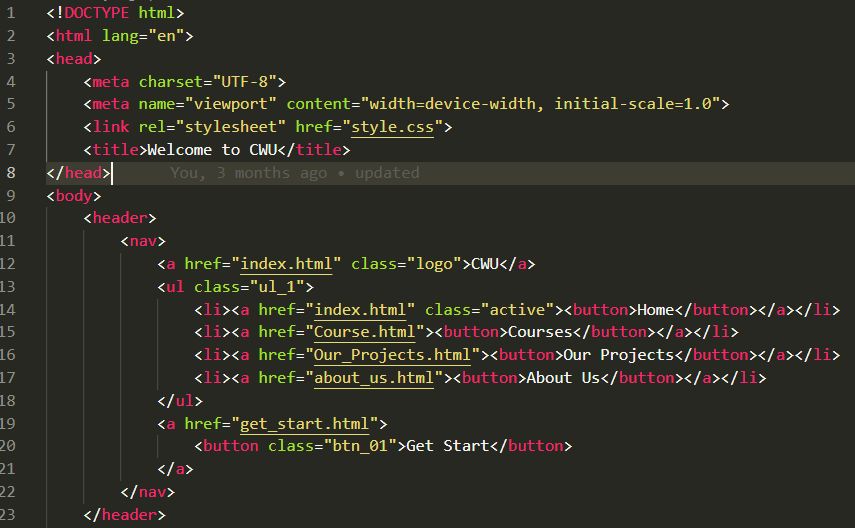 1 <!DOCTYPE html>
2 <html lang="en">
3 <head>
4 <meta charset="UTF-8">
5 <meta name="viewport" content="width=device-width, initial-scale=1.0">
6 <link rel="stylesheet" href="style.css">
7 <title>Welcome to CWU</title>
8 </head> You, 3 months ago • updated
9 <body>
10 <header>
11 <nav>
12 <a href="index.html" class="logo">CWU</a>
13 <ul class="ul_1">
14 <li><a href="index.html" class="active"><button>Home</button></a></li>
15 <li><a href="Course.html"><button>Courses</button></a></li>
16 <li><a href="Our_Projects.html"><button>Our Projects</button></a></li>
17 <li><a href="about_us.html"><button>About Us</button></a></li>
18 </ul>
19 <a href="get_start.html">
20 <button class="btn_01">Get Start</button>
21 </a>
22 </nav>
23 </header>